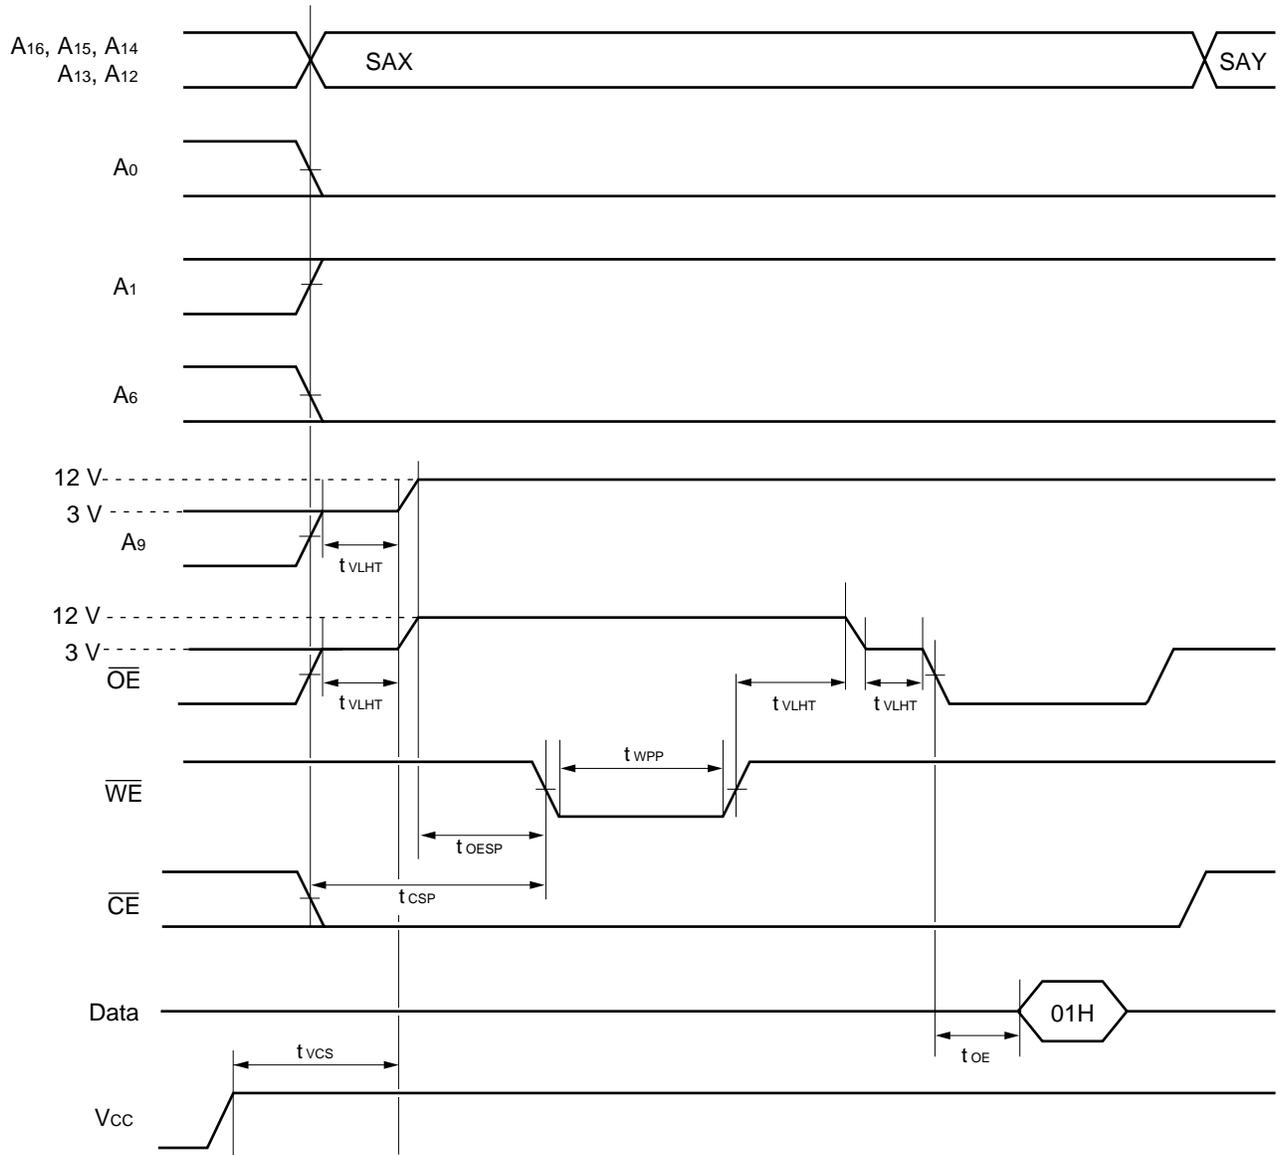 A16, A15, A14
A13, A12
SAX
SAY
A0
A1
A6
12 V
3 V
A9
t VLHT
12 V
3 V
OE
t VLHT
t VLHT
t VLHT
WE
t WPP
t OESP
CE
t CSP
Data
01H
t OE
t VCS
VCC